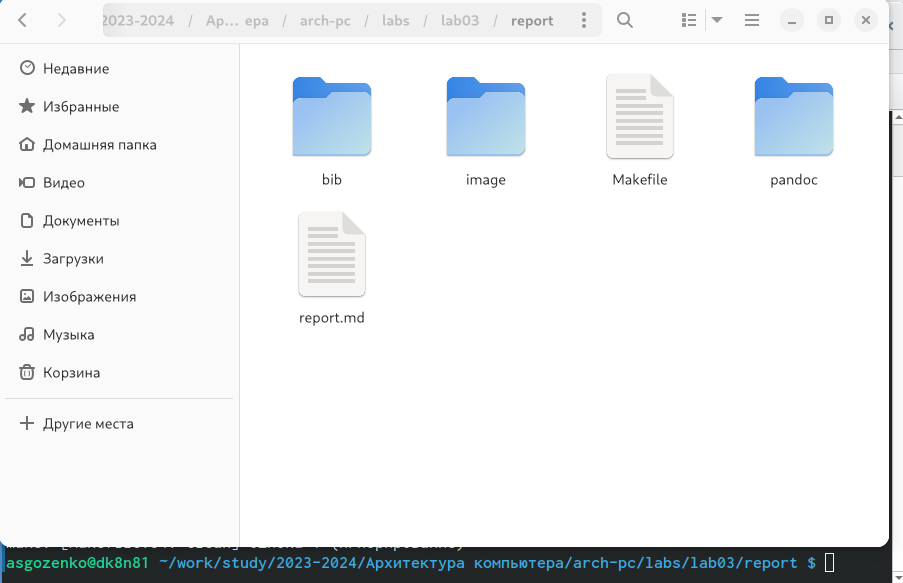 2023-2024 / Ар... ера / arch-pc / labs / lab03 / report
Недавние
Избранные
Домашняя папка
Видео
Документы
Загрузки
Изображения
Музыка
Корзина
Другие места
bib image Makefile pandoc
report.md
asgozenko@dk8n81 ~/work/study/2023-2024/Архитектура компьютера/arch-pc/labs/lab03/report $